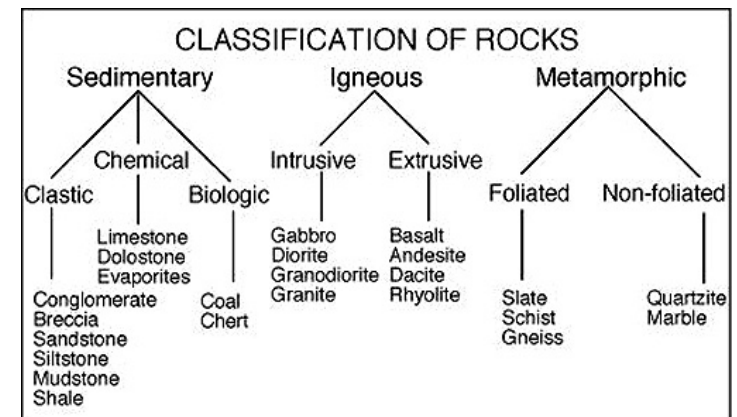 CLASSIFICATION OF ROCKS
Sedimentary
Igneous
Metamorphic
Chemical
Intrusive
Extrusive
Clastic
Biologic
Foliated
Non-foliated
Limestone
Dolostone
Evaporites
Gabbro
Diorite
Granodiorite
Granite
Basalt
Andesite
Dacite
Rhyolite
Conglomerate
Breccia
Sandstone
Siltstone
Mudstone
Shale
Coal
Chert
Slate
Schist
Gneiss
Quartzite
Marble